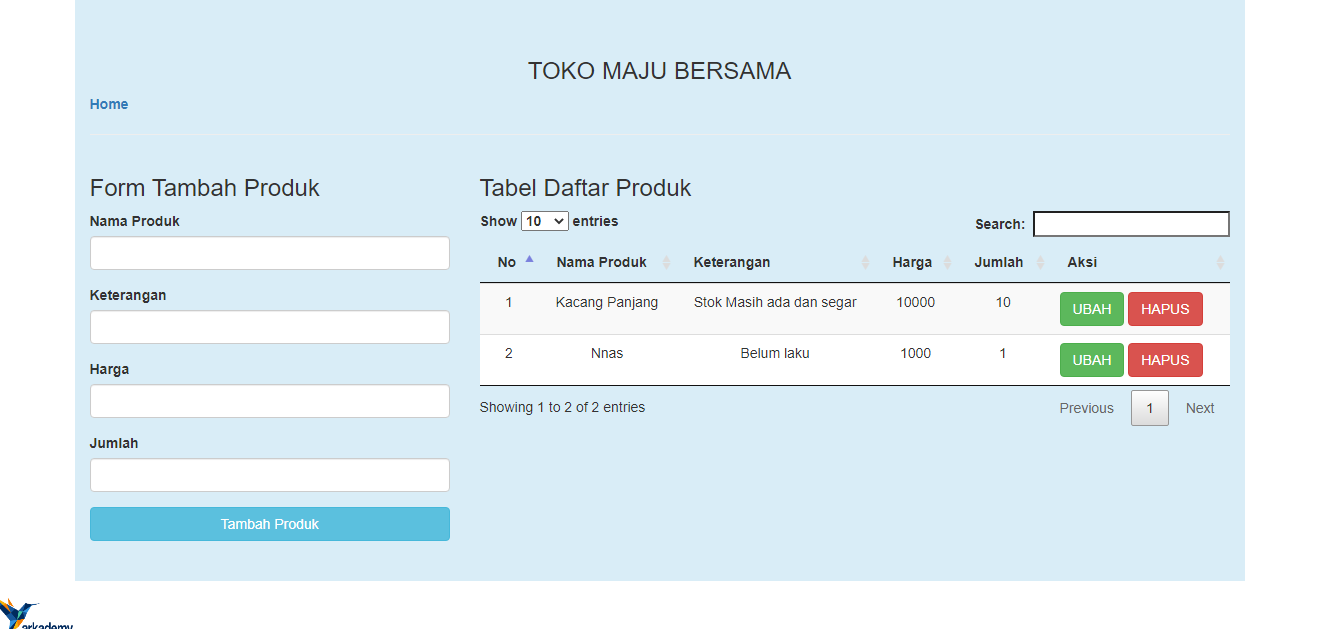 TOKO MAJU BERSAMA
Home
Form Tambah Produk
Nama Produk
Keterangan
Harga
Jumlah
Tambah Produk
Tabel Daftar Produk
Show 10 entries
Search:
No Nama Produk Keterangan Harga Jumlah Aksi
1 Kacang Panjang Stok Masih ada dan segar 10000 10 UBAH HAPUS
2 Nnas Belum laku 1000 1 UBAH HAPUS
Showing 1 to 2 of 2 entries
Previous 1 Next
arkademy